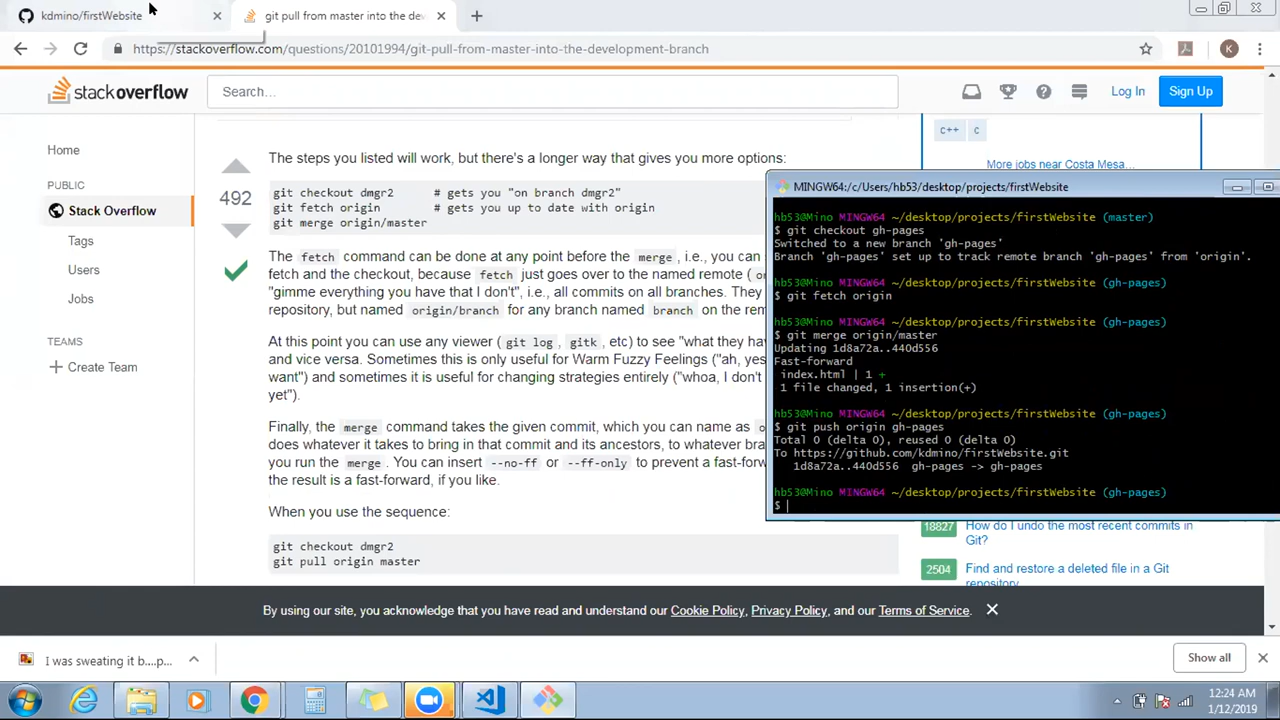 kdmino/firstWebsite
git pull from master into the dev
https://stackoverflow.com/questions/20101994/git-pull-from-master-into-the-development-branch
K
stackoverflow
Search...
Log In
Sign Up
Home
PUBLIC
Stack Overflow
Tags
Users
Jobs
TEAMS
Create Team
492
The steps you listed will work, but there's a longer way that gives you more options:
git checkout dmgr2 # gets you "on branch dmgr2"
git fetch origin # gets you up to date with origin
git merge origin/master
The fetch command can be done at any point before the merge, i.e., you can s
fetch and the checkout, because fetch just goes over to the named remote ( or
"gimme everything you have that I don't", i.e., all commits on all branches. They
repository, but named origin/branch for any branch named branch on the rem
At this point you can use any viewer ( git log , gitk , etc) to see "what they hav
and vice versa. Sometimes this is only useful for Warm Fuzzy Feelings ("ah, yes
want") and sometimes it is useful for changing strategies entirely ("whoa, I don't
yet").
Finally, the merge command takes the given commit, which you can name as o
does whatever it takes to bring in that commit and its ancestors, to whatever bra
you run the merge . You can insert --no-ff or --ff-only to prevent a fast-forw
the result is a fast-forward, if you like.
When you use the sequence:
git checkout dmgr2
git pull origin master
C++
C
More jobs near Costa Mesa...
MINGW64:/c/Users/hb53/desktop/projects/firstWebsite
hb53@Mino MINGW64 ~/desktop/projects/firstWebsite (master)
$ git checkout gh-pages
Switched to a new branch 'gh-pages'
Branch 'gh-pages' set up to track remote branch 'gh-pages' from 'origin'.
hb53@Mino MINGW64 ~/desktop/projects/firstWebsite (gh-pages)
$ git fetch origin
hb53@Mino MINGW64 ~/desktop/projects/firstWebsite (gh-pages)
$ git merge origin/master
Updating 1d8a72a..440d556
Fast-forward
index.html | 1 +
1 file changed, 1 insertion(+)
hb53@Mino MINGW64 ~/desktop/projects/firstWebsite (gh-pages)
$ git push origin gh-pages
Total 0 (delta 0), reused 0 (delta 0)
To https://github.com/kdmino/firstWebsite.git
1d8a72a..440d556 gh-pages -> gh-pages
hb53@Mino MINGW64 ~/desktop/projects/firstWebsite (gh-pages)
$
18827
How do I undo the most recent commits in
Git?
2504
Find and restore a deleted file in a Git
repository
By using our site, you acknowledge that you have read and understand our Cookie Policy, Privacy Policy, and our Terms of Service.
I was sweating it b....p...
Show all
12:24 AM
1/12/2019